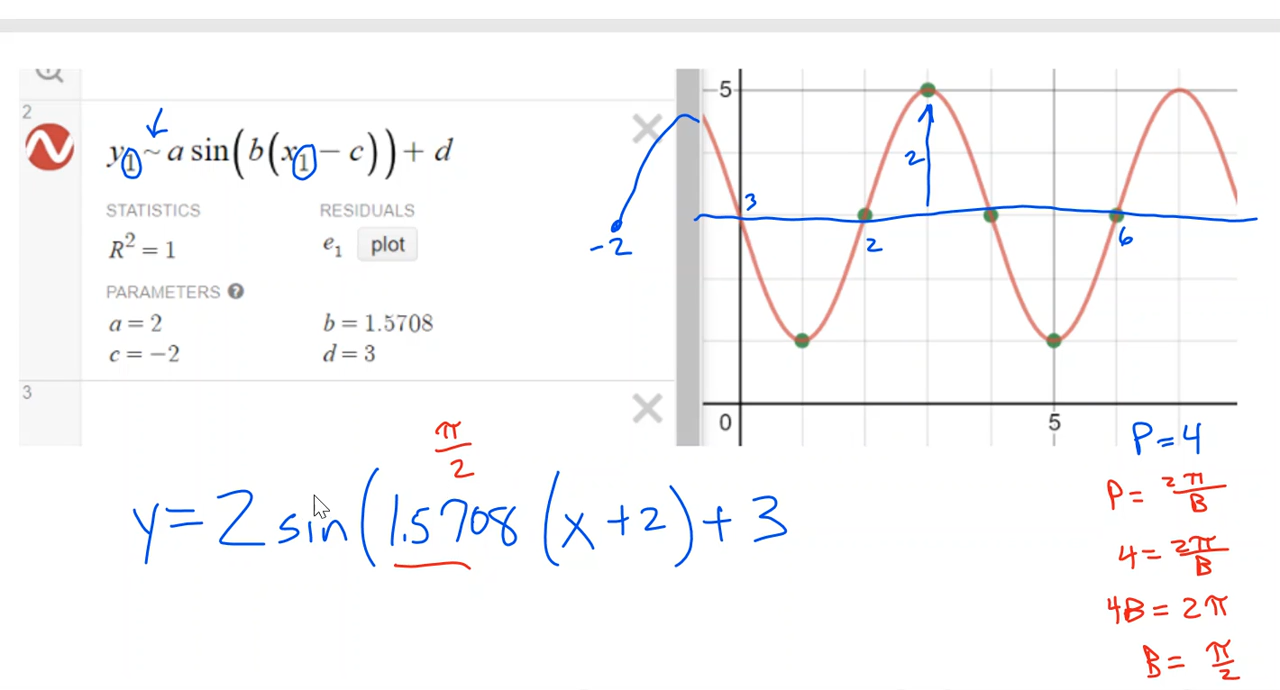 2
y₁ ~ a sin(b(x₁ − c)) + d
STATISTICS
RESIDUALS
R² = 1
e₁ plot
PARAMETERS ?
a = 2
b = 1.5708
c = −2
d = 3
3
5
3
2
2
6
−2
0
5
P = 4
P = 2π/B
4 = 2π/B
4B = 2π
B = π/2
π/2
y = 2 sin(1.5708 (x + 2) + 3